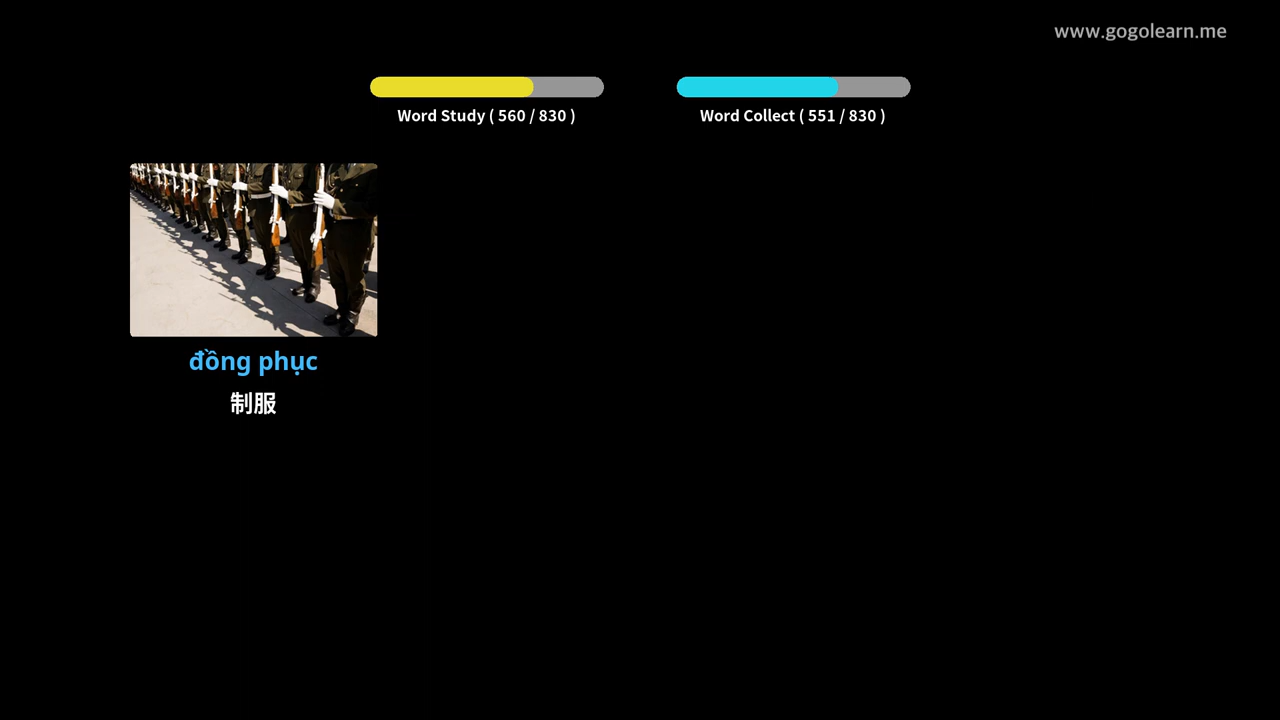 www.gogolearn.me
Word Study ( 560 / 830 )
Word Collect ( 551 / 830 )
đồng phục
制服